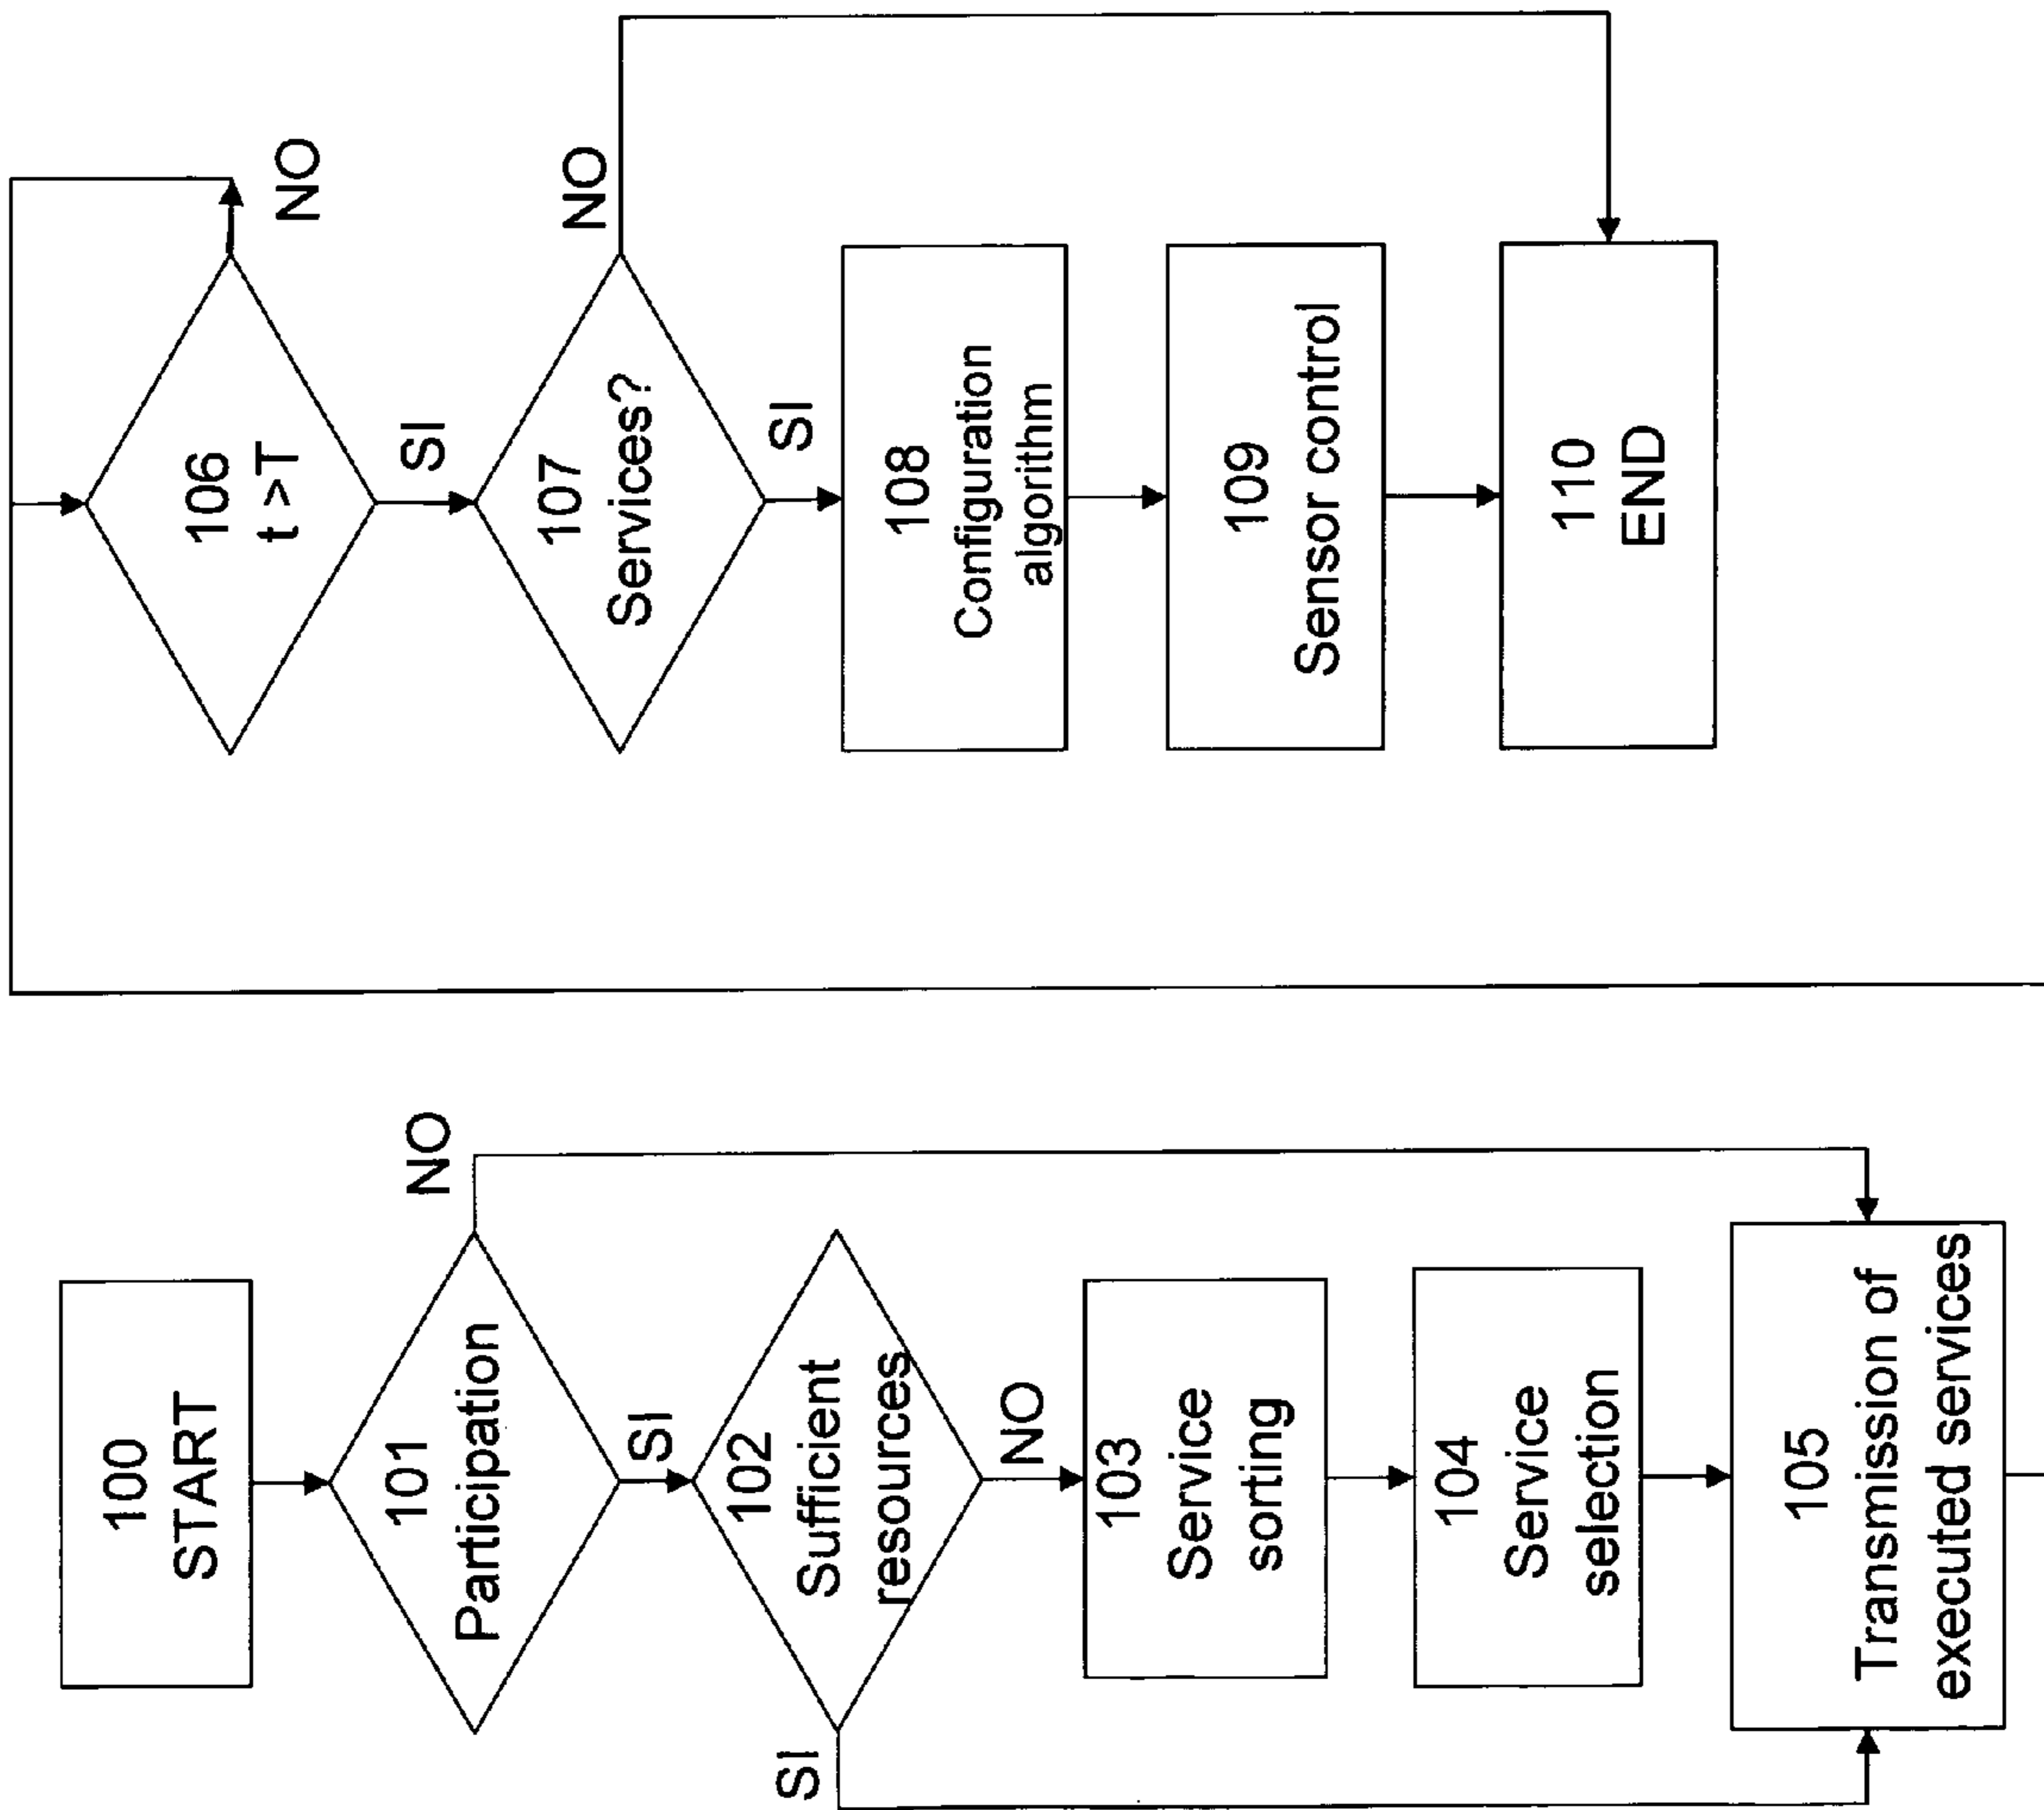 100
START
101
Participation
NO
SI
102
Sufficient
resources
SI
NO
103
Service
sorting
104
Service
selection
105
Transmission of
executed services
106
t >T
NO
SI
107
Services?
NO
SI
108
Configuration
algorithm
109
Sensor control
110
END